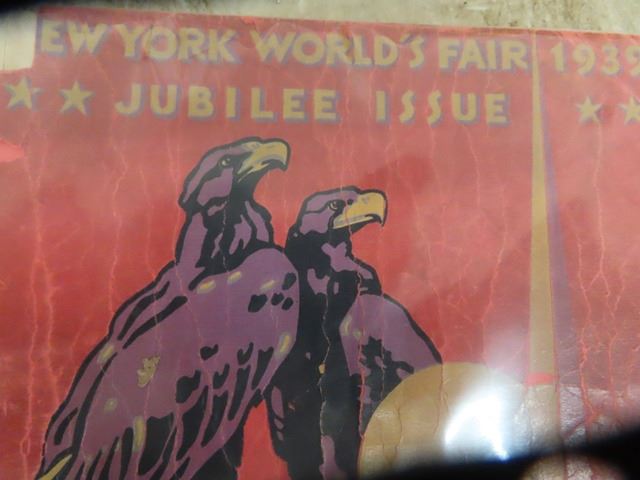 EW YORK WORLD'S FAIR 1939
JUBILEE ISSUE